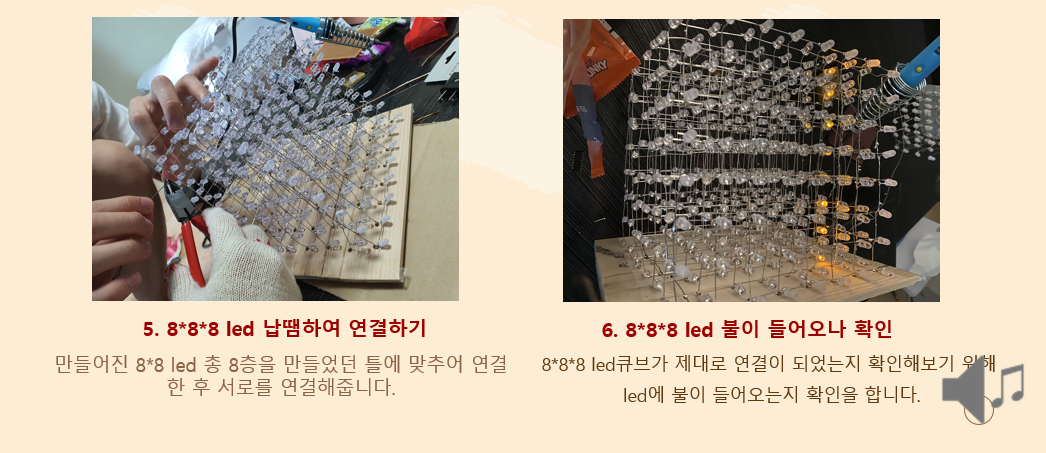 5. 8*8*8 led 납땜하여 연결하기
만들어진 8*8 led 총 8층을 만들었던 틀에 맞추어 연결
한 후 서로를 연결해줍니다.
6. 8*8*8 led 불이 들어오나 확인
8*8*8 led큐브가 제대로 연결이 되었는지 확인해보기 위해
led에 불이 들어오는지 확인을 합니다.